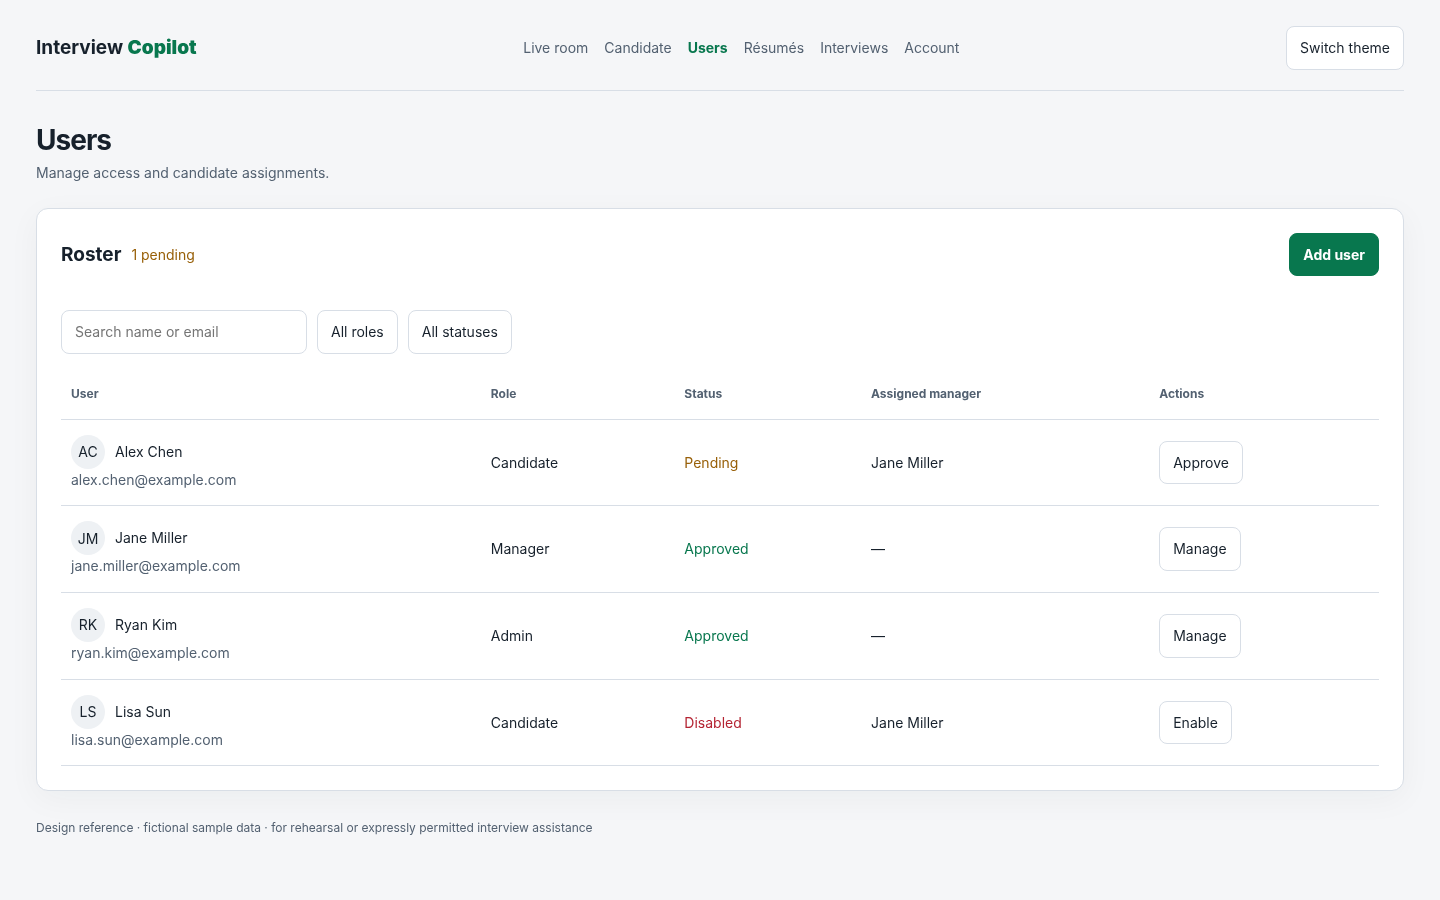 Interview Copilot
Live room Candidate Users Résumés Interviews Account
Switch theme
Users
Manage access and candidate assignments.
Roster 1 pending
Add user
Search name or email
All roles
All statuses
User Role Status Assigned manager Actions
AC Alex Chen
alex.chen@example.com
Candidate Pending Jane Miller Approve
JM Jane Miller
jane.miller@example.com
Manager Approved — Manage
RK Ryan Kim
ryan.kim@example.com
Admin Approved — Manage
LS Lisa Sun
lisa.sun@example.com
Candidate Disabled Jane Miller Enable
Design reference · fictional sample data · for rehearsal or expressly permitted interview assistance